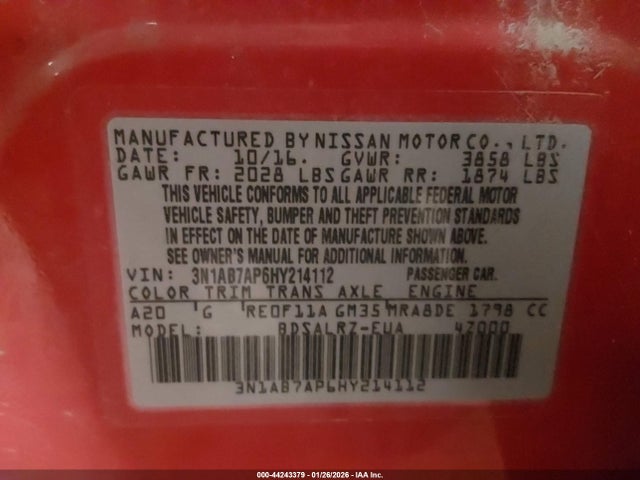 MANUFACTURED BY NISSAN MOTOR CO., LTD.
DATE: 10/16. GVWR: 3858 LBS
GAWR FR: 2028 LBS GAWR RR: 1874 LBS
THIS VEHICLE CONFORMS TO ALL APPLICABLE FEDERAL MOTOR
VEHICLE SAFETY, BUMPER AND THEFT PREVENTION STANDARDS
IN EFFECT ON THE DATE OF MANUFACTURE SHOWN ABOVE.
SEE OWNER'S MANUAL FOR ADDITIONAL INFORMATION.
VIN: 3N1AB7AP6HY214112 PASSENGER CAR.
COLOR TRIM TRANS AXLE ENGINE
A20 G RE0F11A GM35 MRA8DE 1798 CC
MODEL: BDSALRZ-EUA 4Z000
3N1AB7AP6HY214112
000-44243379 - 01/26/2026 - IAA Inc.